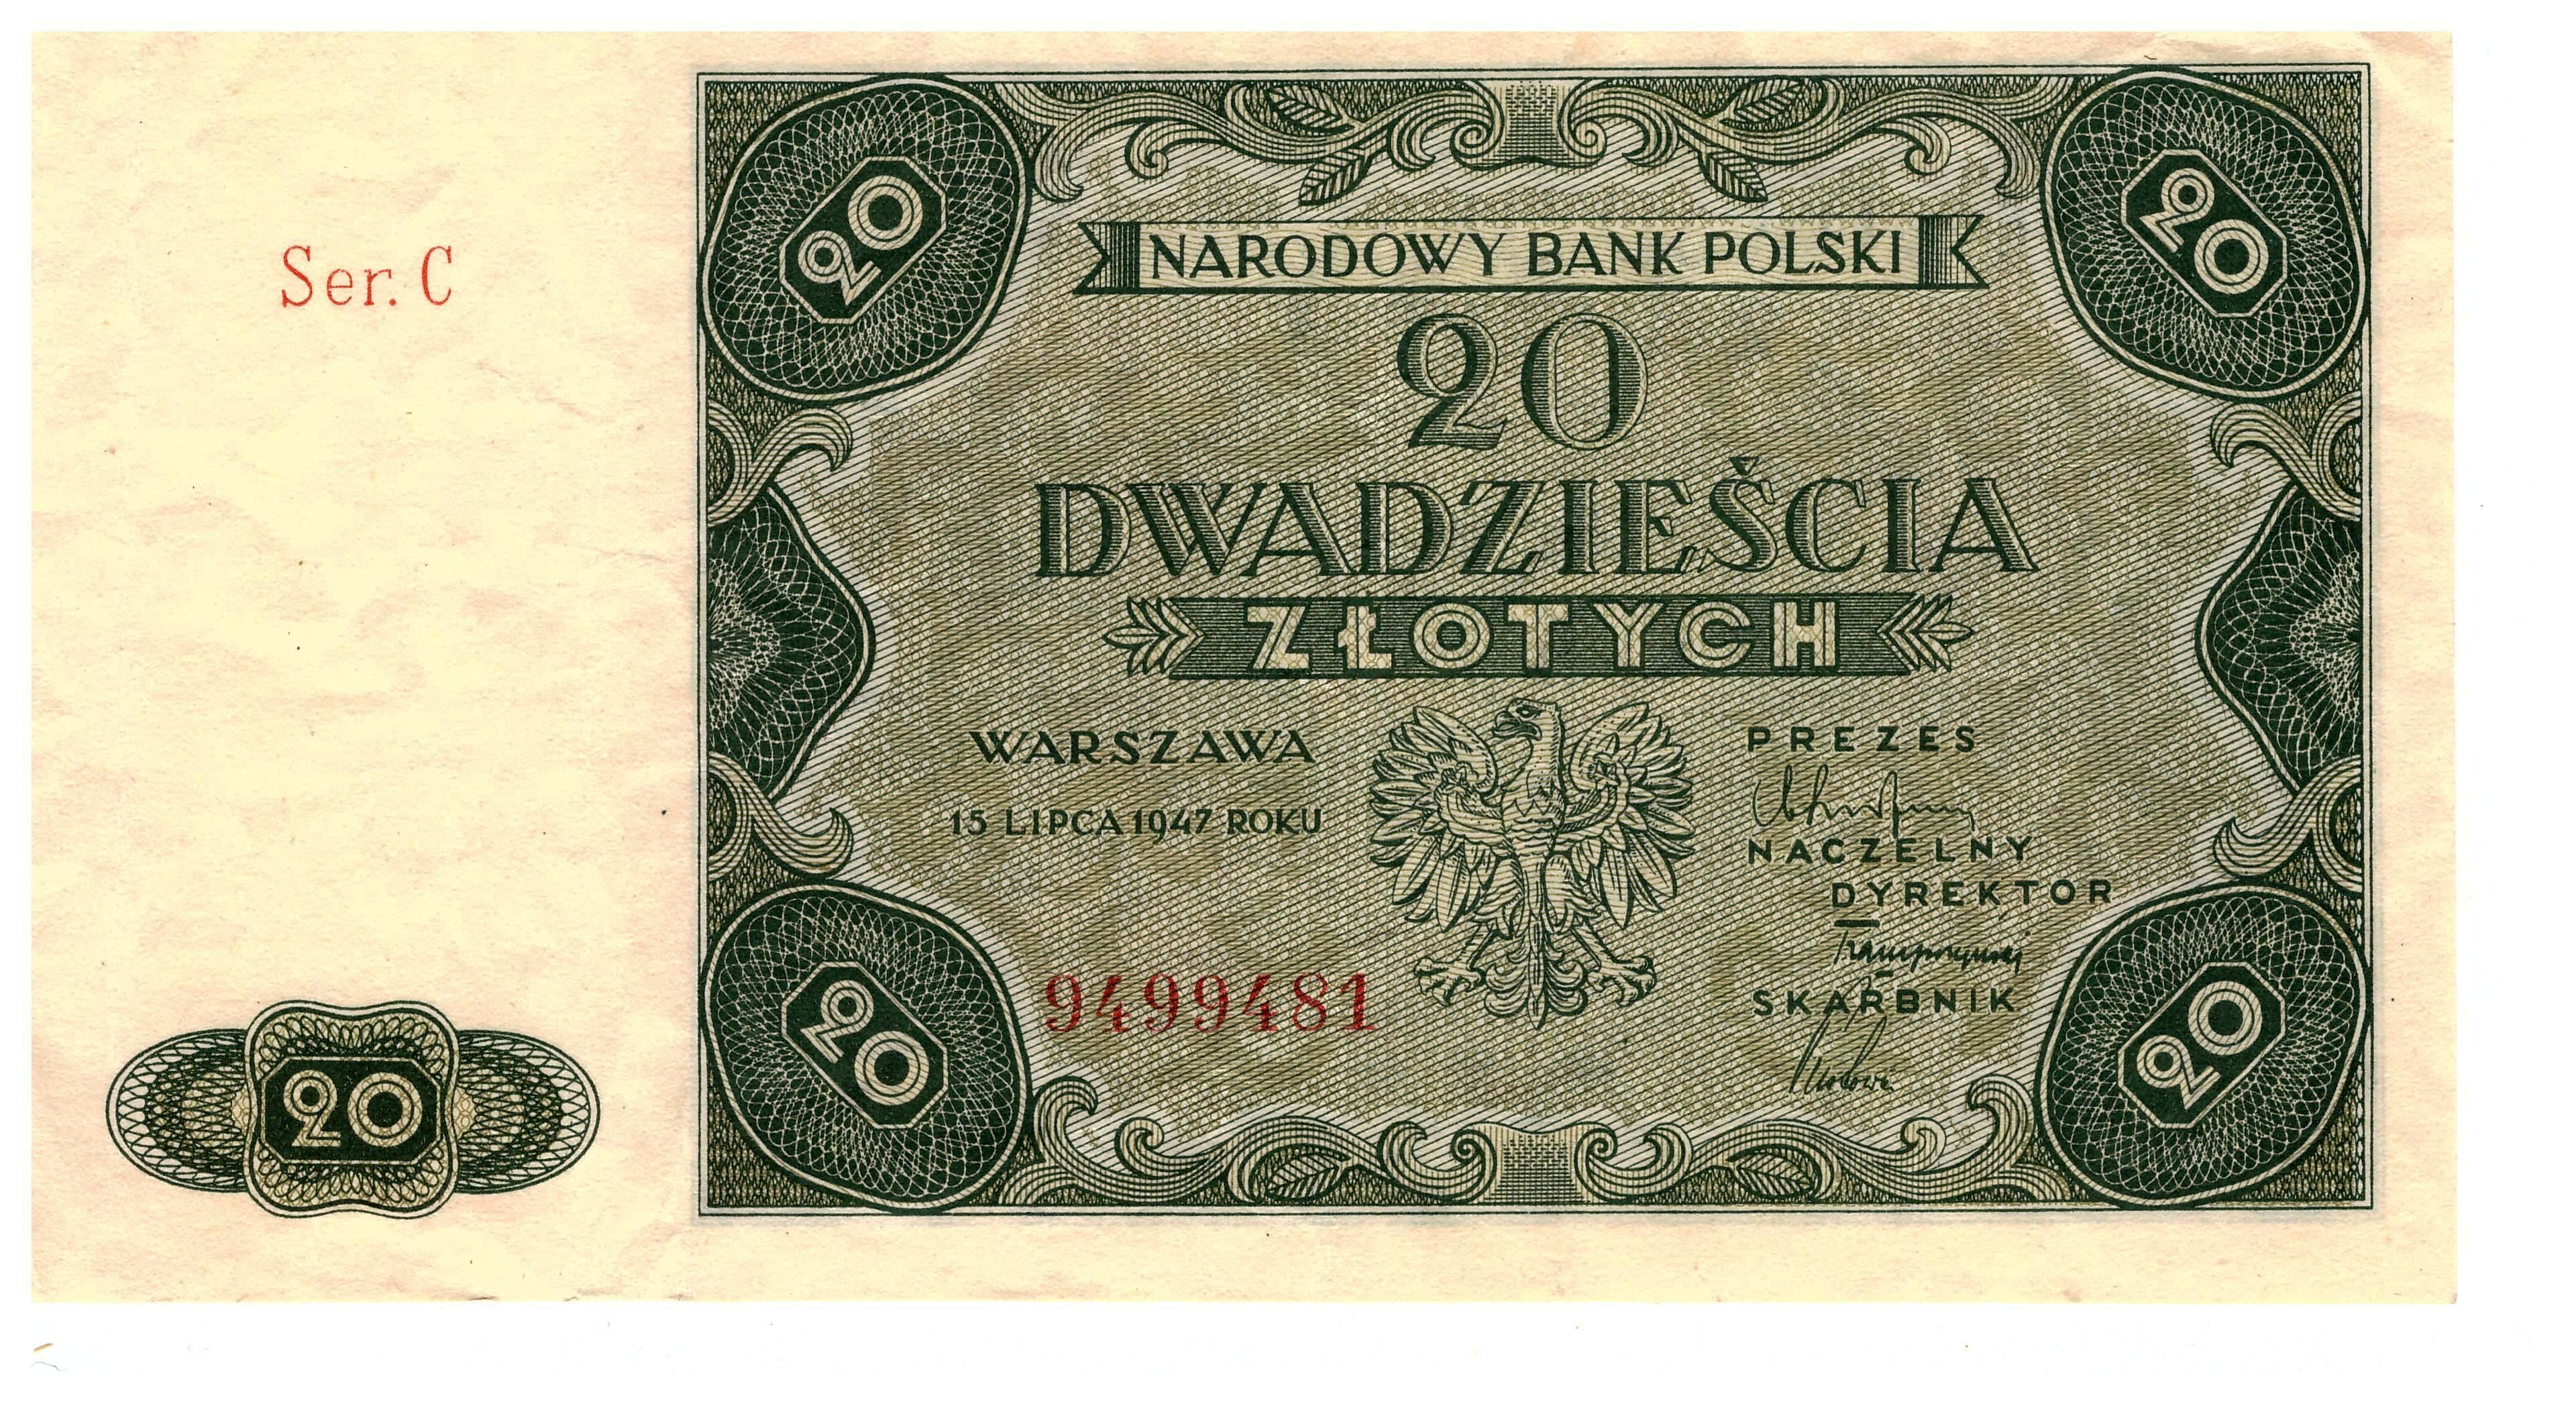 Ser. C
20
20
NARODOWY BANK POLSKI
20
DWADZIEŚCIA
ZŁOTYCH
WARSZAWA
15 LIPCA 1947 ROKU
PREZES
NACZELNY
DYREKTOR
SKARBNIK
9499481
20
20
20